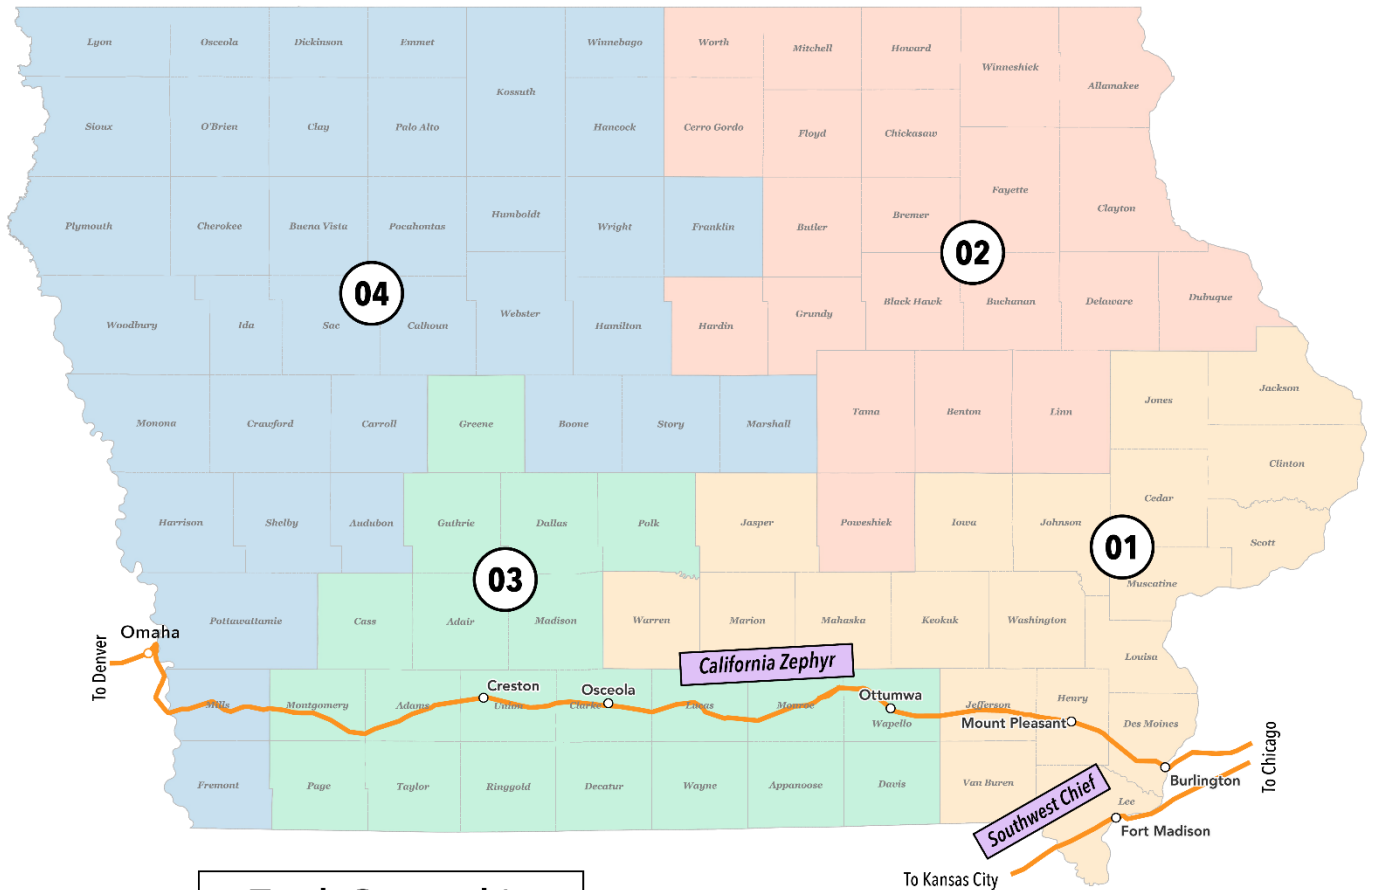 Lyon
Osceola
Dickinson
Emmet
Kossuth
Winnebago
Worth
Mitchell
Howard
Winneshiek
Allamakee
Sioux
O'Brien
Clay
Palo Alto
Hancock
Cerro Gordo
Floyd
Chickasaw
Fayette
Clayton
Plymouth
Cherokee
Buena Vista
Pocahontas
Humboldt
Wright
Franklin
Butler
Bremer
02
04
Woodbury
Ida
Sac
Calhoun
Webster
Hamilton
Hardin
Grundy
Black Hawk
Buchanan
Delaware
Dubuque
Monona
Crawford
Carroll
Greene
Boone
Story
Marshall
Tama
Benton
Linn
Jones
Jackson
Clinton
Cedar
Harrison
Shelby
Audubon
Guthrie
Dallas
Polk
Jasper
Poweshiek
Iowa
Johnson
Scott
01
03
Muscatine
Pottawattamie
Cass
Adair
Madison
Warren
Marion
Mahaska
Keokuk
Washington
Louisa
Omaha
To Denver
California Zephyr
Mills
Montgomery
Adams
Creston
Union
Osceola
Clarke
Lucas
Monroe
Ottumwa
Wapello
Jefferson
Henry
Mount Pleasant
Des Moines
To Chicago
Fremont
Page
Taylor
Ringgold
Decatur
Wayne
Appanoose
Davis
Van Buren
Burlington
Southwest Chief
Lee
Fort Madison
To Kansas City